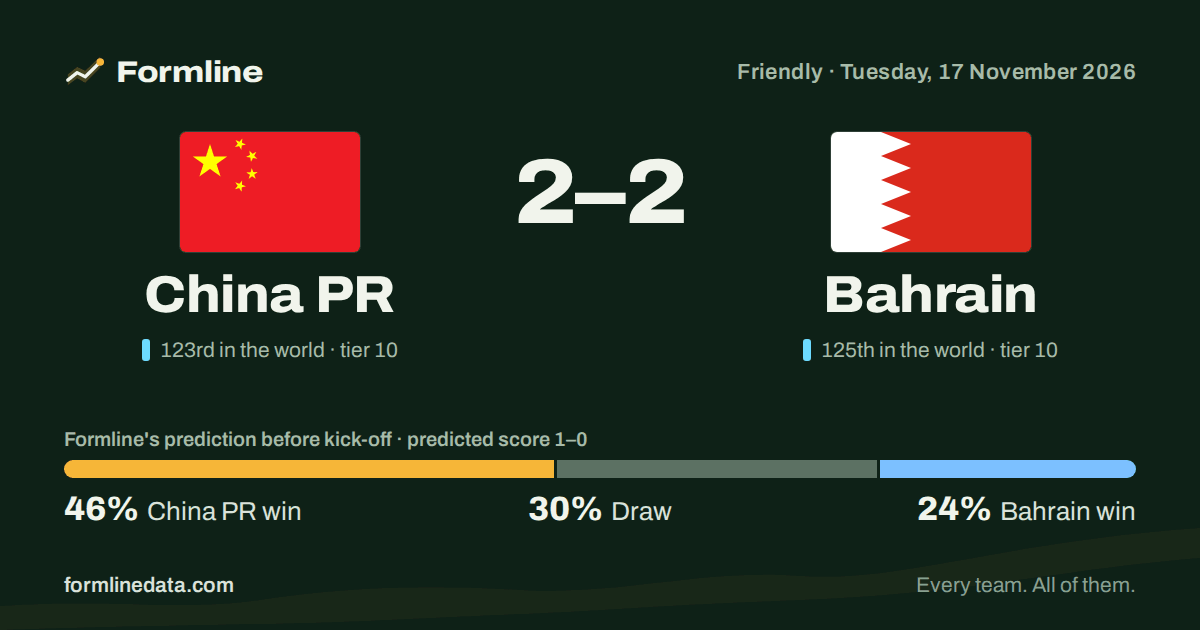 Formline
Friendly · Tuesday, 17 November 2026
2–2
China PR
Bahrain
123rd in the world · tier 10
125th in the world · tier 10
Formline's prediction before kick-off · predicted score 1–0
46% China PR win
30% Draw
24% Bahrain win
formlinedata.com
Every team. All of them.